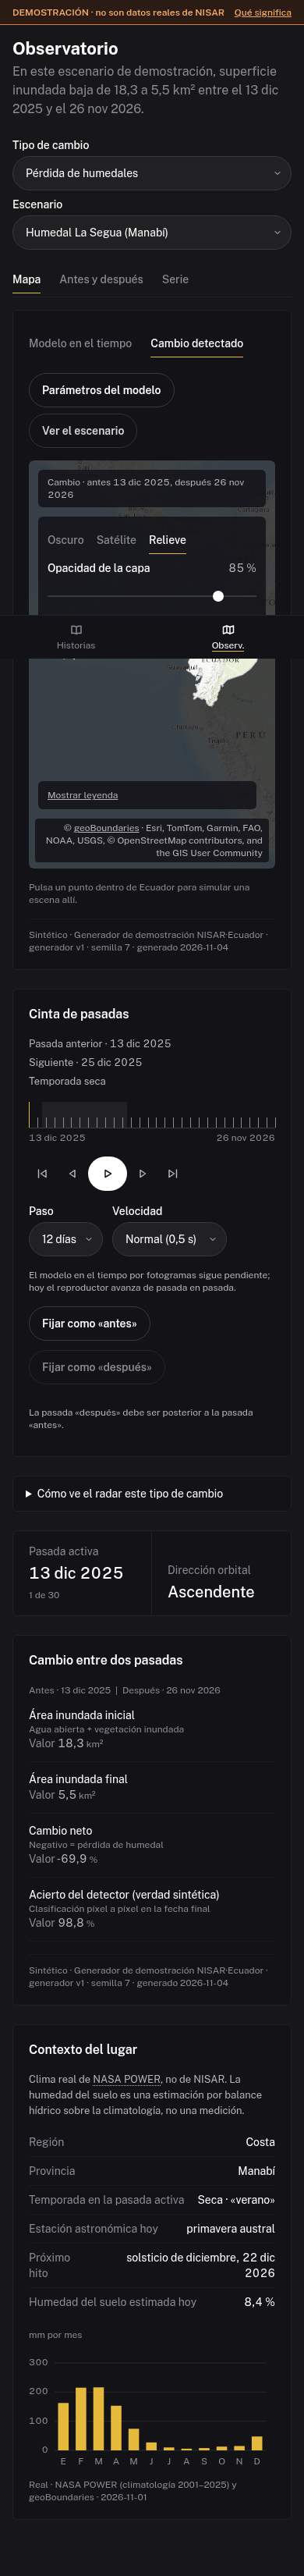 DEMOSTRACIÓN · no son datos reales de NISAR Qué significa
Observatorio
En este escenario de demostración, superficie
inundada baja de 18,3 a 5,5 km² entre el 13 dic
2025 y el 26 nov 2026.
Tipo de cambio
Pérdida de humedales
Escenario
Humedal La Segua (Manabí)
Mapa Antes y después Serie
Modelo en el tiempo Cambio detectado
Parámetros del modelo
Ver el escenario
Cambio · antes 13 dic 2025, después 26 nov
2026
Oscuro Satélite Relieve
Opacidad de la capa 85 %
Historias Observ.
ECUADOR
PERU
Mostrar leyenda
© geoBoundaries · Esri, TomTom, Garmin, FAO,
NOAA, USGS, © OpenStreetMap contributors, and
the GIS User Community
Pulsa un punto dentro de Ecuador para simular una
escena allí.
Sintético · Generador de demostración NISAR·Ecuador ·
generador v1 · semilla 7 · generado 2026-11-04
Cinta de pasadas
Pasada anterior · 13 dic 2025
Siguiente · 25 dic 2025
Temporada seca
13 dic 2025 26 nov 2026
Paso Velocidad
12 días Normal (0,5 s)
El modelo en el tiempo por fotogramas sigue pendiente;
hoy el reproductor avanza de pasada en pasada.
Fijar como «antes»
Fijar como «después»
La pasada «después» debe ser posterior a la pasada
«antes».
Cómo ve el radar este tipo de cambio
Pasada activa
13 dic 2025
1 de 30
Dirección orbital
Ascendente
Cambio entre dos pasadas
Antes · 13 dic 2025 | Después · 26 nov 2026
Área inundada inicial
Agua abierta + vegetación inundada
Valor 18,3 km²
Área inundada final
Valor 5,5 km²
Cambio neto
Negativo = pérdida de humedal
Valor -69,9 %
Acierto del detector (verdad sintética)
Clasificación píxel a píxel en la fecha final
Valor 98,8 %
Sintético · Generador de demostración NISAR·Ecuador ·
generador v1 · semilla 7 · generado 2026-11-04
Contexto del lugar
Clima real de NASA POWER, no de NISAR. La
humedad del suelo es una estimación por balance
hídrico sobre la climatología, no una medición.
Región Costa
Provincia Manabí
Temporada en la pasada activa Seca · «verano»
Estación astronómica hoy primavera austral
Próximo hito solsticio de diciembre, 22 dic
2026
Humedad del suelo estimada hoy 8,4 %
mm por mes
300
200
100
0
E F M A M J J A S O N D
Real · NASA POWER (climatología 2001–2025) y
geoBoundaries · 2026-11-01